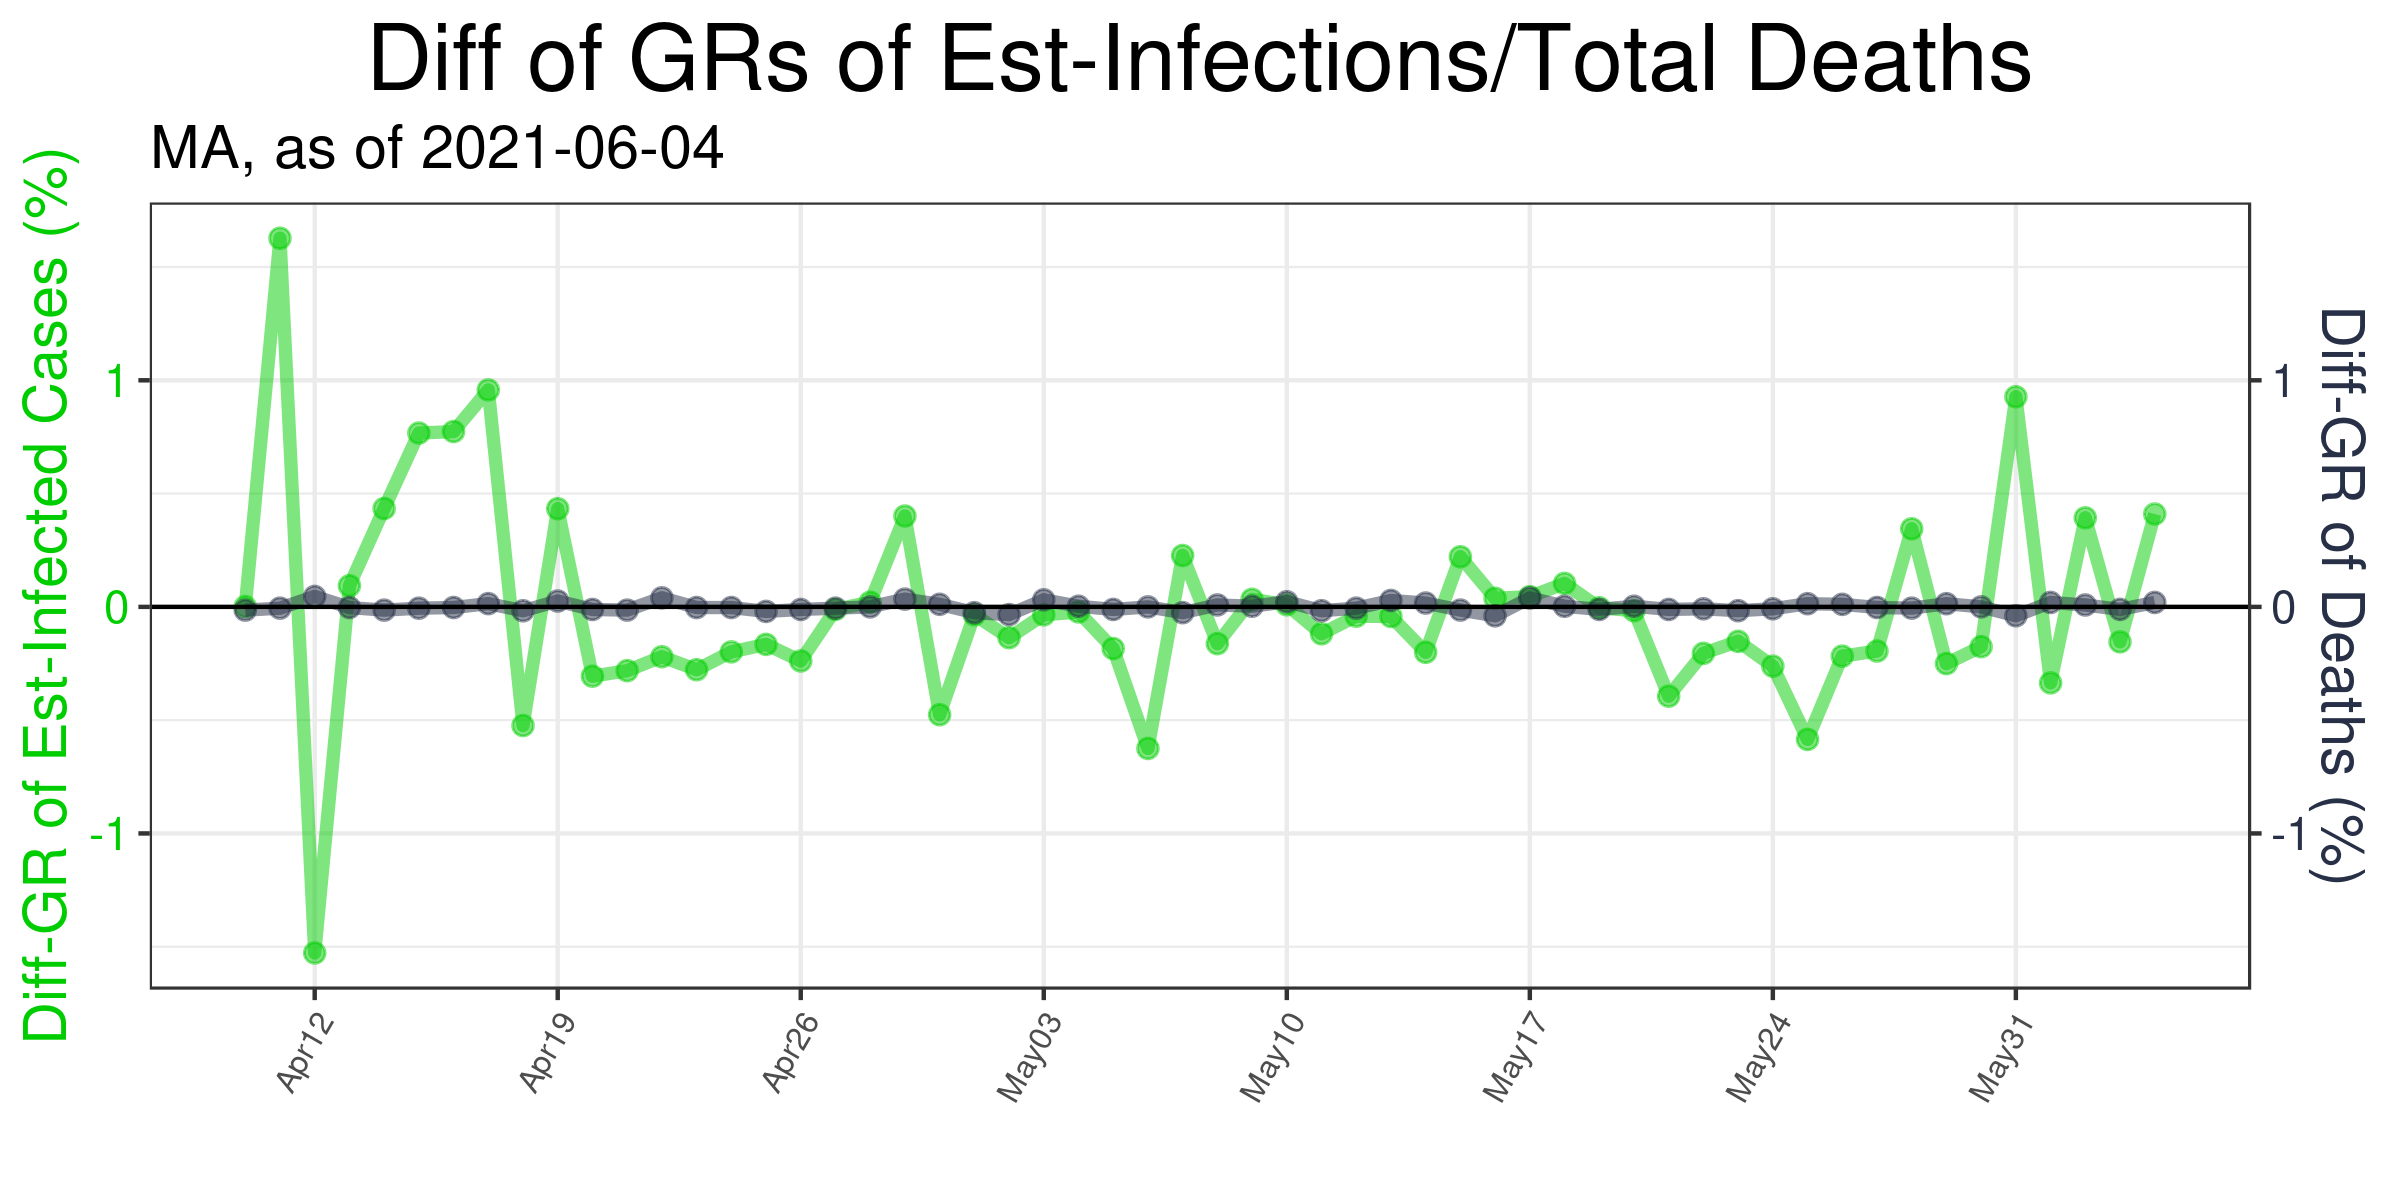 Diff of GRs of Est-Infections/Total Deaths
MA, as of 2021-06-04
Diff-GR of Est-Infected Cases (%)
1
0
-1
1
0
-1
Diff-GR of Deaths (%)
Apr12
Apr19
Apr26
May03
May10
May17
May24
May31